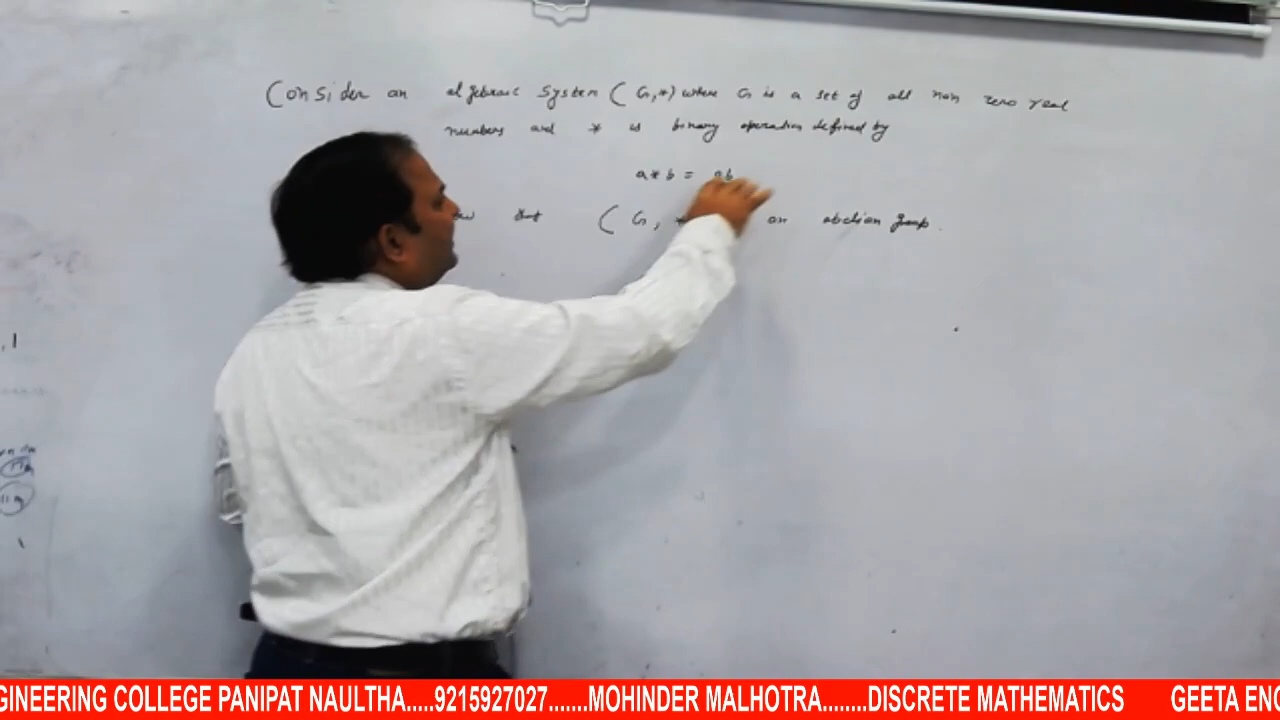 Consider an algebraic system (G,*) where G is a set of all non zero real
numbers and * is binary operation defined by
a*b = ab
that (G, * an abelian group.
GINEERING COLLEGE PANIPAT NAULTHA.....9215927027.......MOHINDER MALHOTRA........DISCRETE MATHEMATICS GEETA ENG